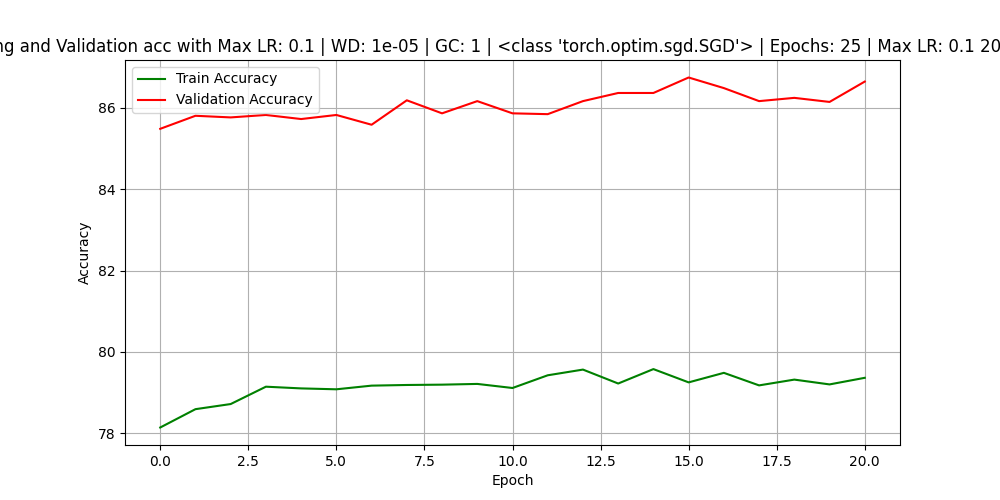 ng and Validation acc with Max LR: 0.1 | WD: 1e-05 | GC: 1 | <class 'torch.optim.sgd.SGD'> | Epochs: 25 | Max LR: 0.1 20
Train Accuracy
Validation Accuracy
86
84
82
80
78
Accuracy
0.0 2.5 5.0 7.5 10.0 12.5 15.0 17.5 20.0
Epoch